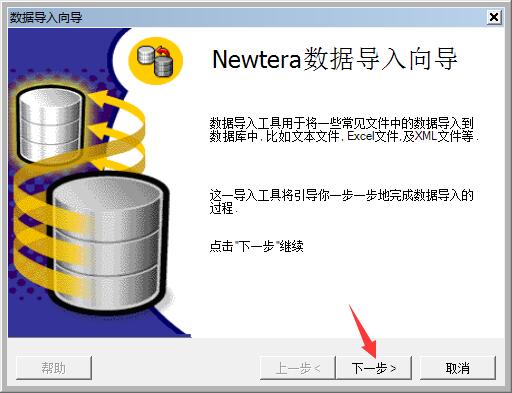 数据导入向导
Newtera数据导入向导
数据导入工具用于将一些常见文件中的数据导入到
数据库中, 比如文本文件, Excel文件,及XML文件等 .
这一导入工具将引导你一步一步地完成数据导入的
过程 .
点击"下一步"继续
帮助
上一步 <
下一步 >
取消